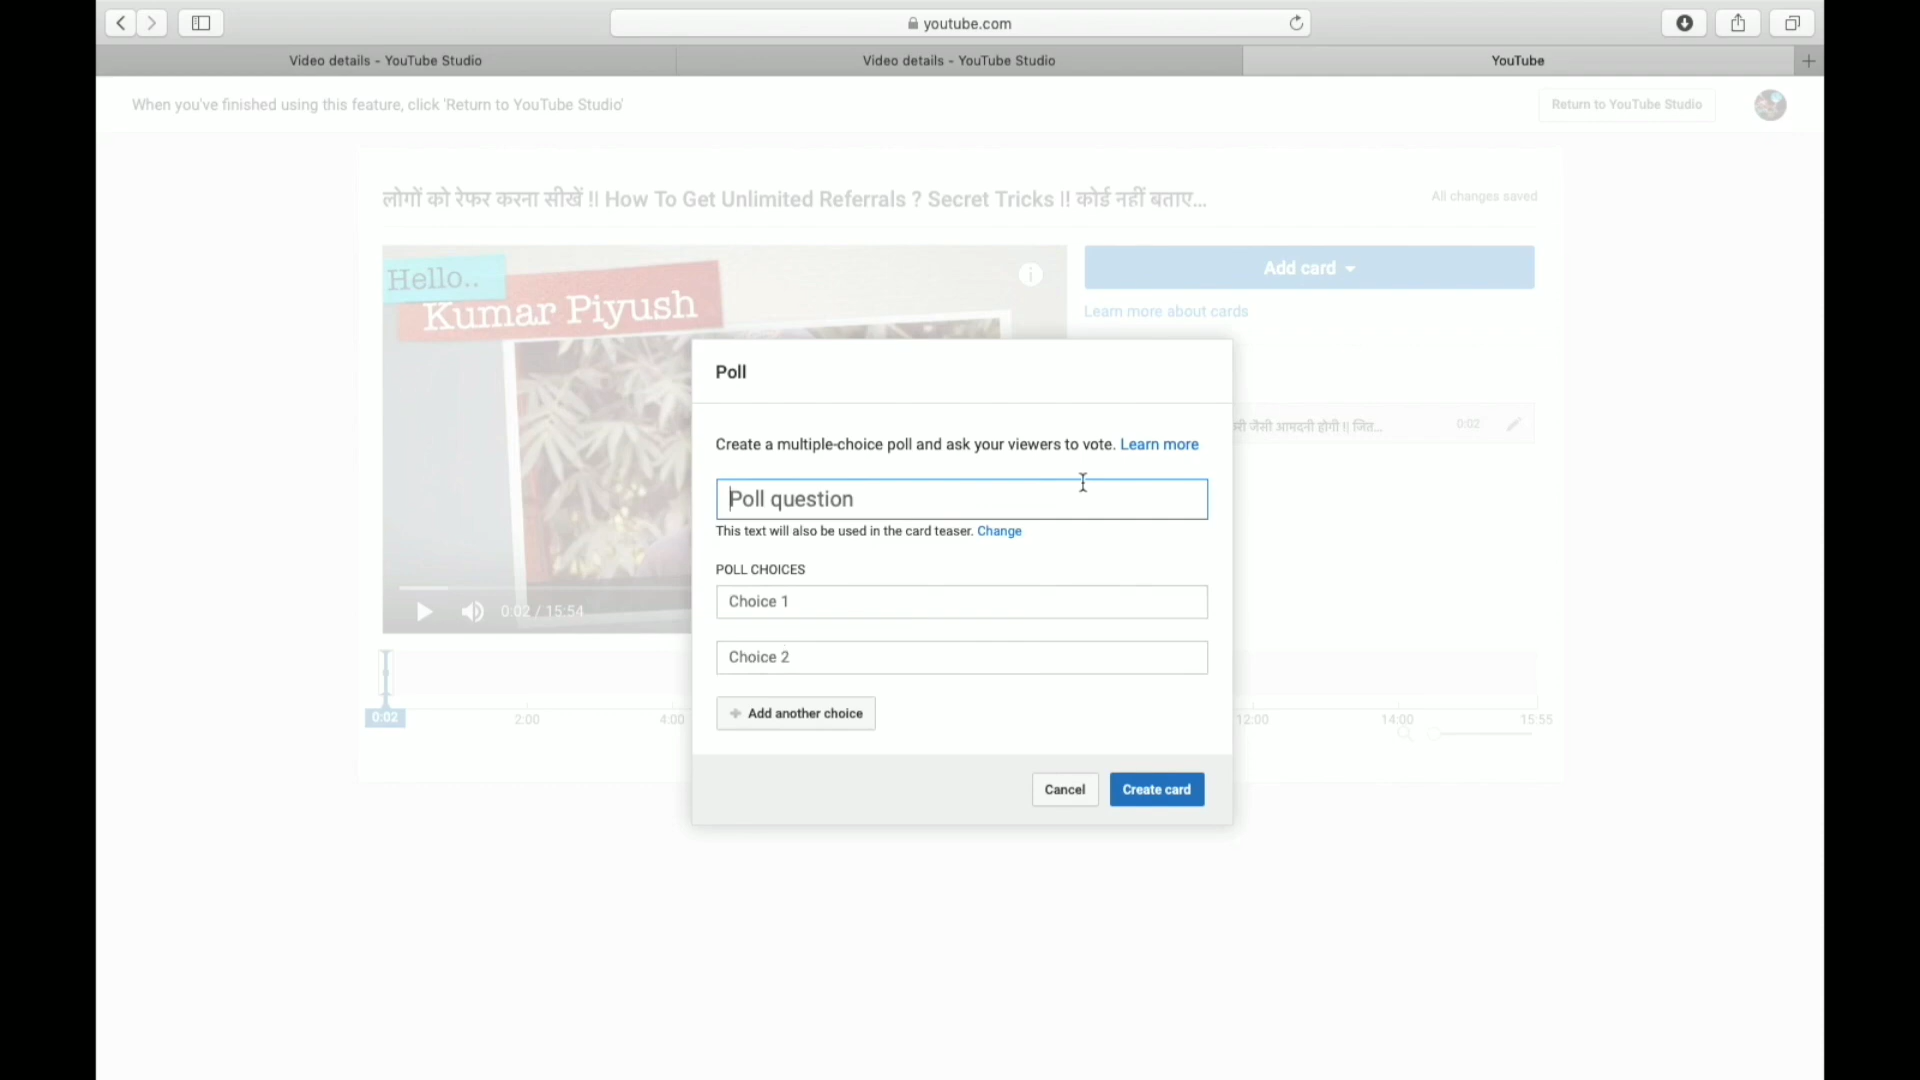 youtube.com
Video details - YouTube Studio
Video details - YouTube Studio
YouTube
When you've finished using this feature, click 'Return to YouTube Studio'
Return to YouTube Studio
लोगों को रेफर करना सीखें !! How To Get Unlimited Referrals ? Secret Tricks !! कोई नहीं बताए...
All changes saved
Hello..
Kumar Piyush
Add card
Learn more about cards
Poll
Create a multiple-choice poll and ask your viewers to vote. Learn more
जैसी आमदनी होगी !! जित...
0:02
Poll question
This text will also be used in the card teaser. Change
POLL CHOICES
Choice 1
0:02 / 15:54
Choice 2
Add another choice
0:02
2:00
4:00
12:00
14:00
15:55
Cancel
Create card